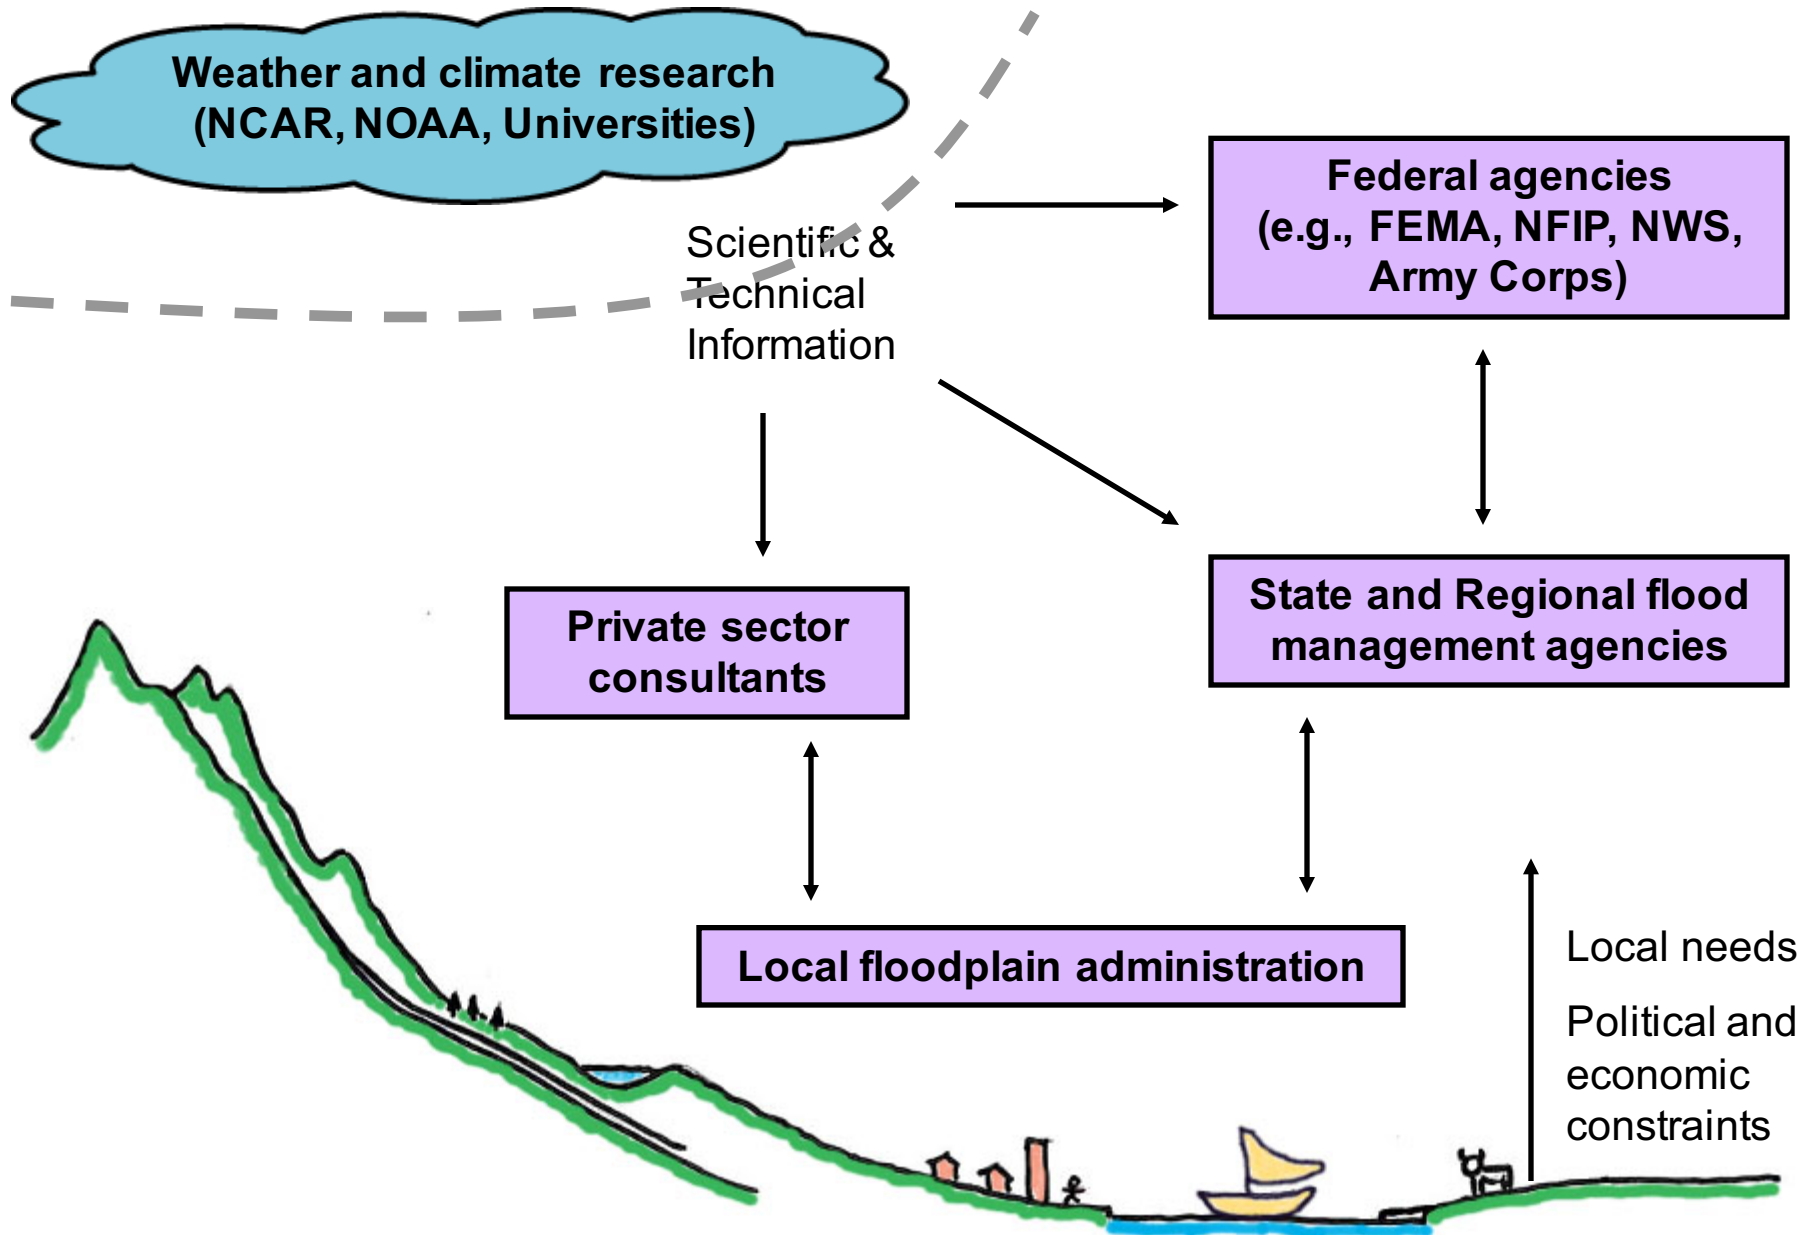 Weather and climate research
(NCAR, NOAA, Universities)
Federal agencies
(e.g., FEMA, NFIP, NWS,
Army Corps)
Scientific &
Technical
Information
State and Regional flood
management agencies
Private sector
consultants
Local floodplain administration
Local needs
Political and
economic
constraints